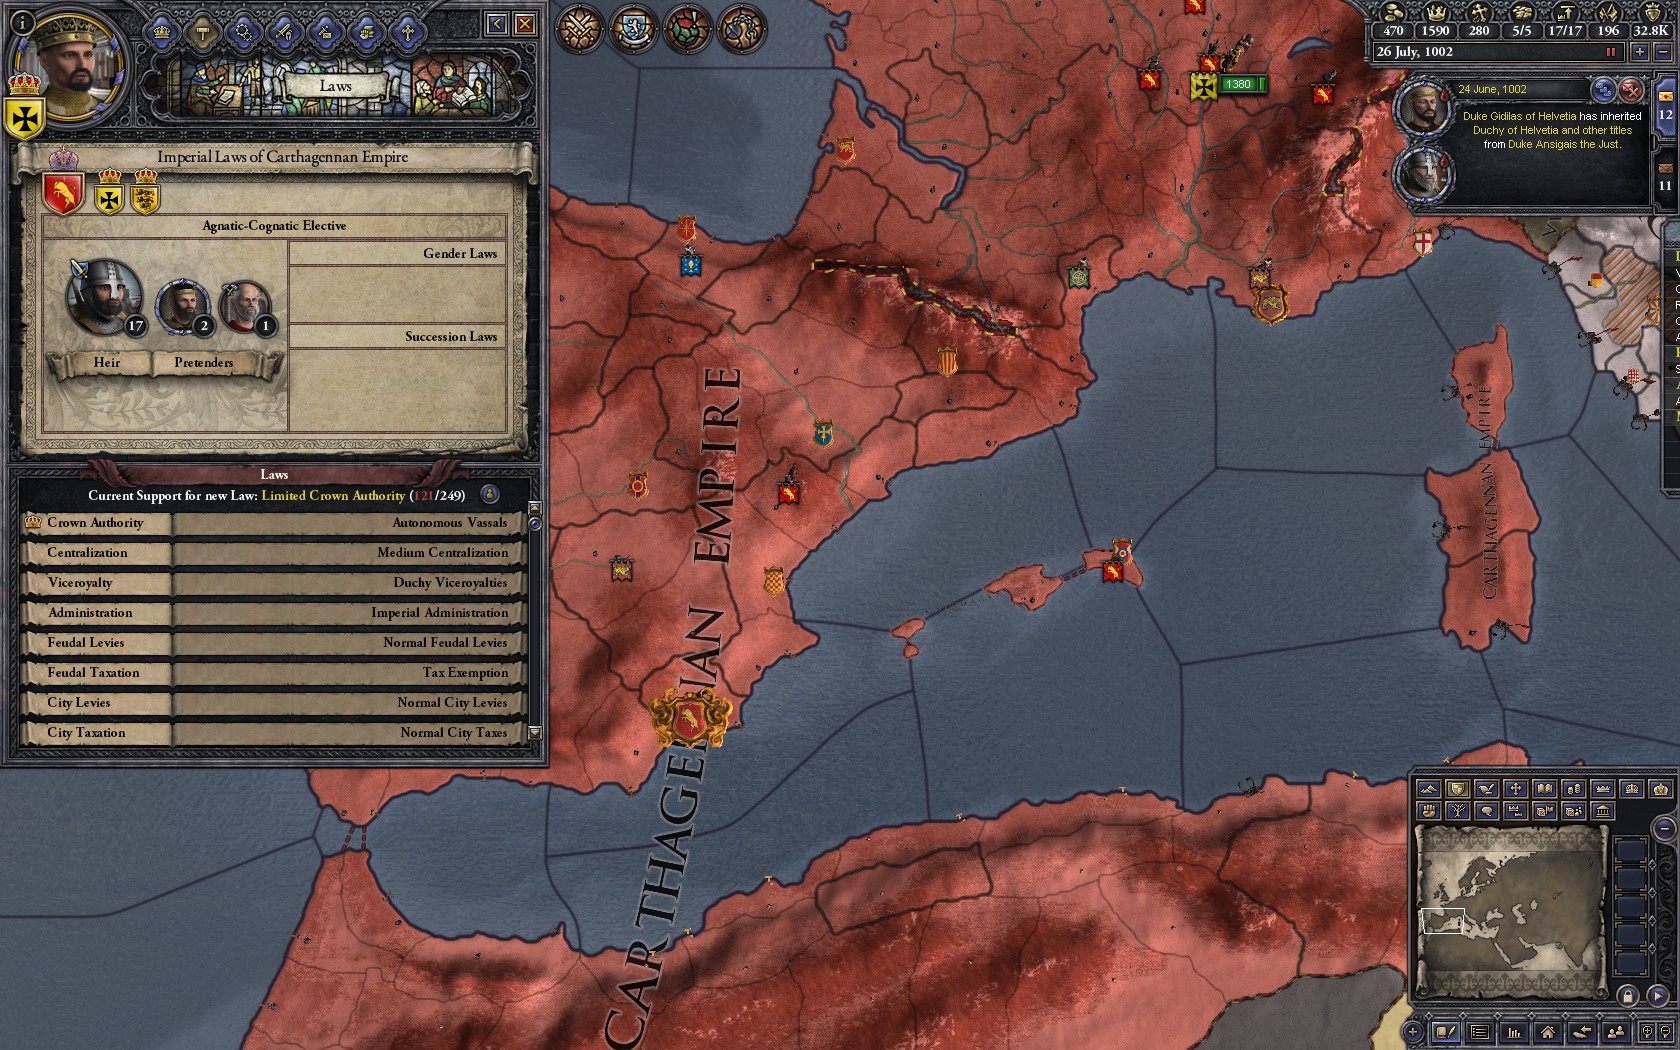 Laws
Imperial Laws of Carthagennan Empire
Agnatic-Cognatic Elective
Gender Laws
Succession Laws
17
2
1
Heir
Pretenders
Laws
Current Support for new Law: Limited Crown Authority (121/249)
Crown Authority Autonomous Vassals
Centralization Medium Centralization
Viceroyalty Duchy Viceroyalties
Administration Imperial Administration
Feudal Levies Normal Feudal Levies
Feudal Taxation Tax Exemption
City Levies Normal City Levies
City Taxation Normal City Taxes
470 1590 280 5/5 17/17 196 32.8K
26 July, 1002
24 June, 1002
Duke Gidilas of Helvetia has inherited
Duchy of Helvetia and other titles
from Duke Ansigais the Just.
12
11
1380
CARTHAGENNAN EMPIRE